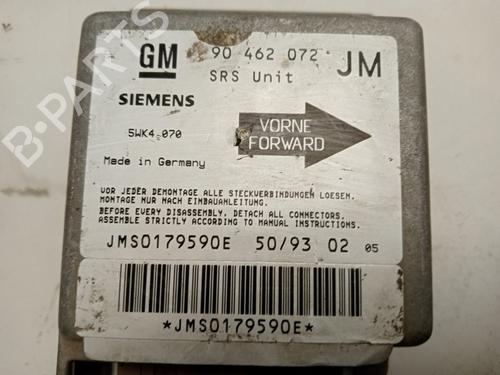 GM 90 462 072 JM
SRS Unit
SIEMENS
5WK4 070
VORNE
FORWARD
Made in Germany
VOR JEDER DEMONTAGE ALLE STECKVERBINDUNGEN LOESEN.
MONTAGE NUR NACH EINBAUANLEITUNG.
BEFORE EVERY DISASSEMBLY, DETACH ALL CONNECTORS.
ASSEMBLE STRICTLY ACCORDING TO MANUAL INSTRUCTIONS.
JMS0179590E 50/93 02 05
*JMS0179590E*
B-PARTS